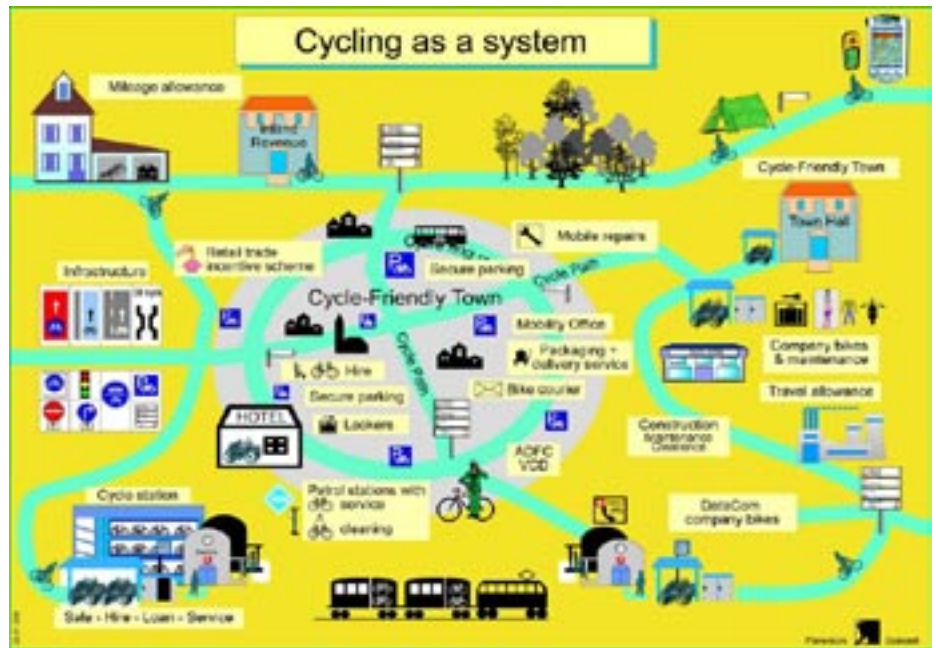 Cycling as a system
Mileage allowance
Inland
Revenue
Cycle-Friendly Town
Town Hall
Retail trade
incentive scheme
Mobile repairs
Infrastructure
Secure parking
Cycle Path
Cycle-Friendly Town
Mobility Office
Packaging +
delivery service
Company bikes
& maintenance
Hire
Cycle Path
Bike courier
Travel allowance
Secure parking
HOTEL
Lockers
Construction
Maintenance
ADFC
VCD
Cycle station
Petrol stations with
service
cleaning
DataCom
company bikes
Safe - Hire - Loan - Service